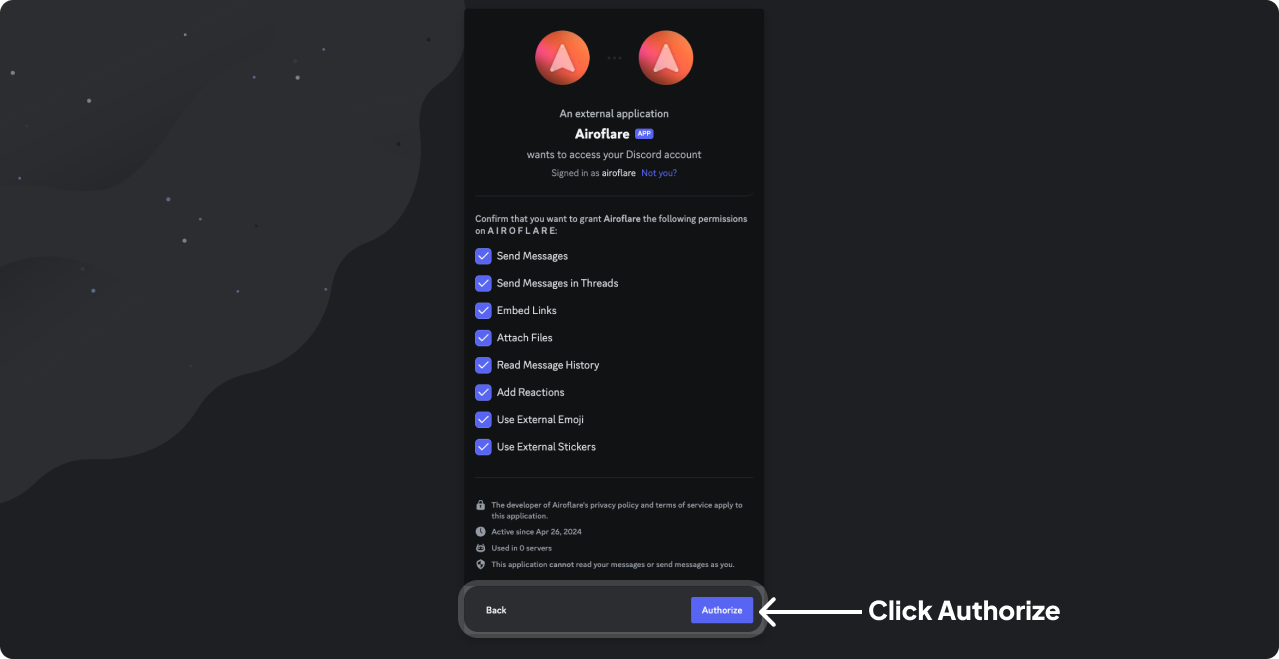 An external application
Airoflare APP
wants to access your Discord account
Signed in as airoflare Not you?
Confirm that you want to grant Airoflare the following permissions
on A I R O F L A R E:
Send Messages
Send Messages in Threads
Embed Links
Attach Files
Read Message History
Add Reactions
Use External Emoji
Use External Stickers
The developer of Airoflare's privacy policy and terms of service apply to
this application.
Active since Apr 26, 2024
Used in 0 servers
This application cannot read your messages or send messages as you.
Back Authorize Click Authorize